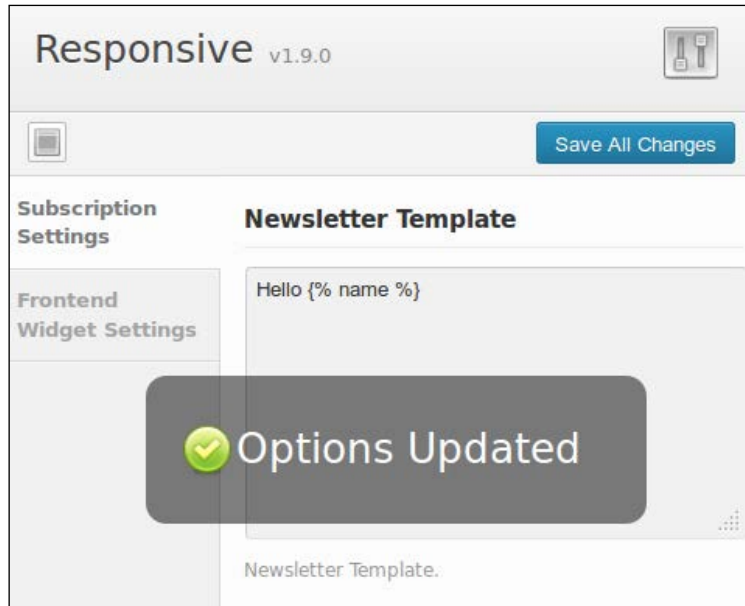 Responsive v1.9.0
Save All Changes
Subscription
Settings
Newsletter Template
Hello {% name %}
Frontend
Widget Settings
Options Updated
Newsletter Template.